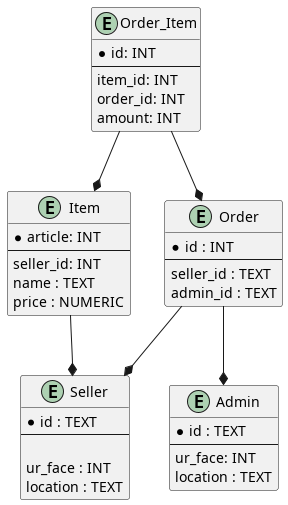 E Order_Item
* id: INT
item_id: INT
order_id: INT
amount: INT
E Item
* article: INT
seller_id: INT
name : TEXT
price : NUMERIC
E Order
* id : INT
seller_id : TEXT
admin_id : TEXT
E Seller
* id : TEXT
ur_face : INT
location : TEXT
E Admin
* id : TEXT
ur_face: INT
location : TEXT